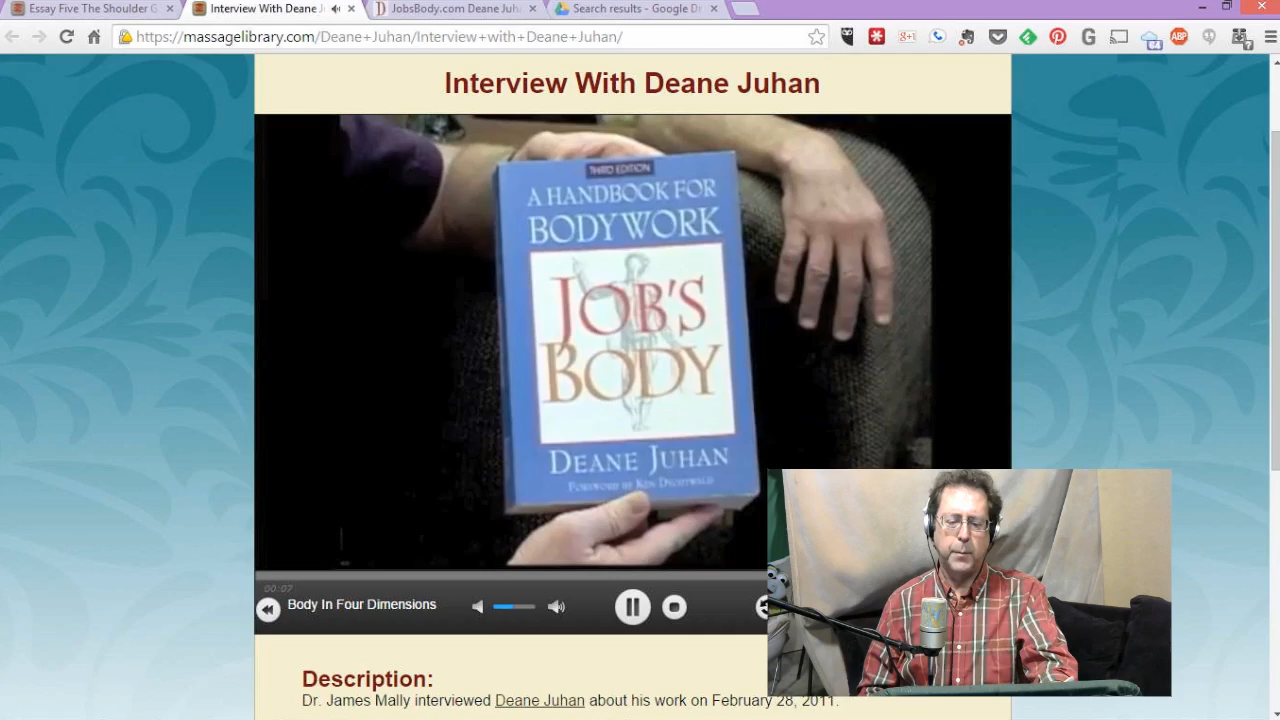 Essay Five The Shoulder G
Interview With Deane J
JobsBody.com Deane Juh
Search results - Google Dr
https://massagelibrary.com/Deane+Juhan/Interview+with+Deane+Juhan/
Interview With Deane Juhan
THIRD EDITION
A HANDBOOK FOR
BODYWORK
JOB'S
BODY
DEANE JUHAN
FOREWORD BY KEN DYCHTWALD
00:07
Body In Four Dimensions
Description:
Dr. James Mally interviewed Deane Juhan about his work on February 28, 2011.